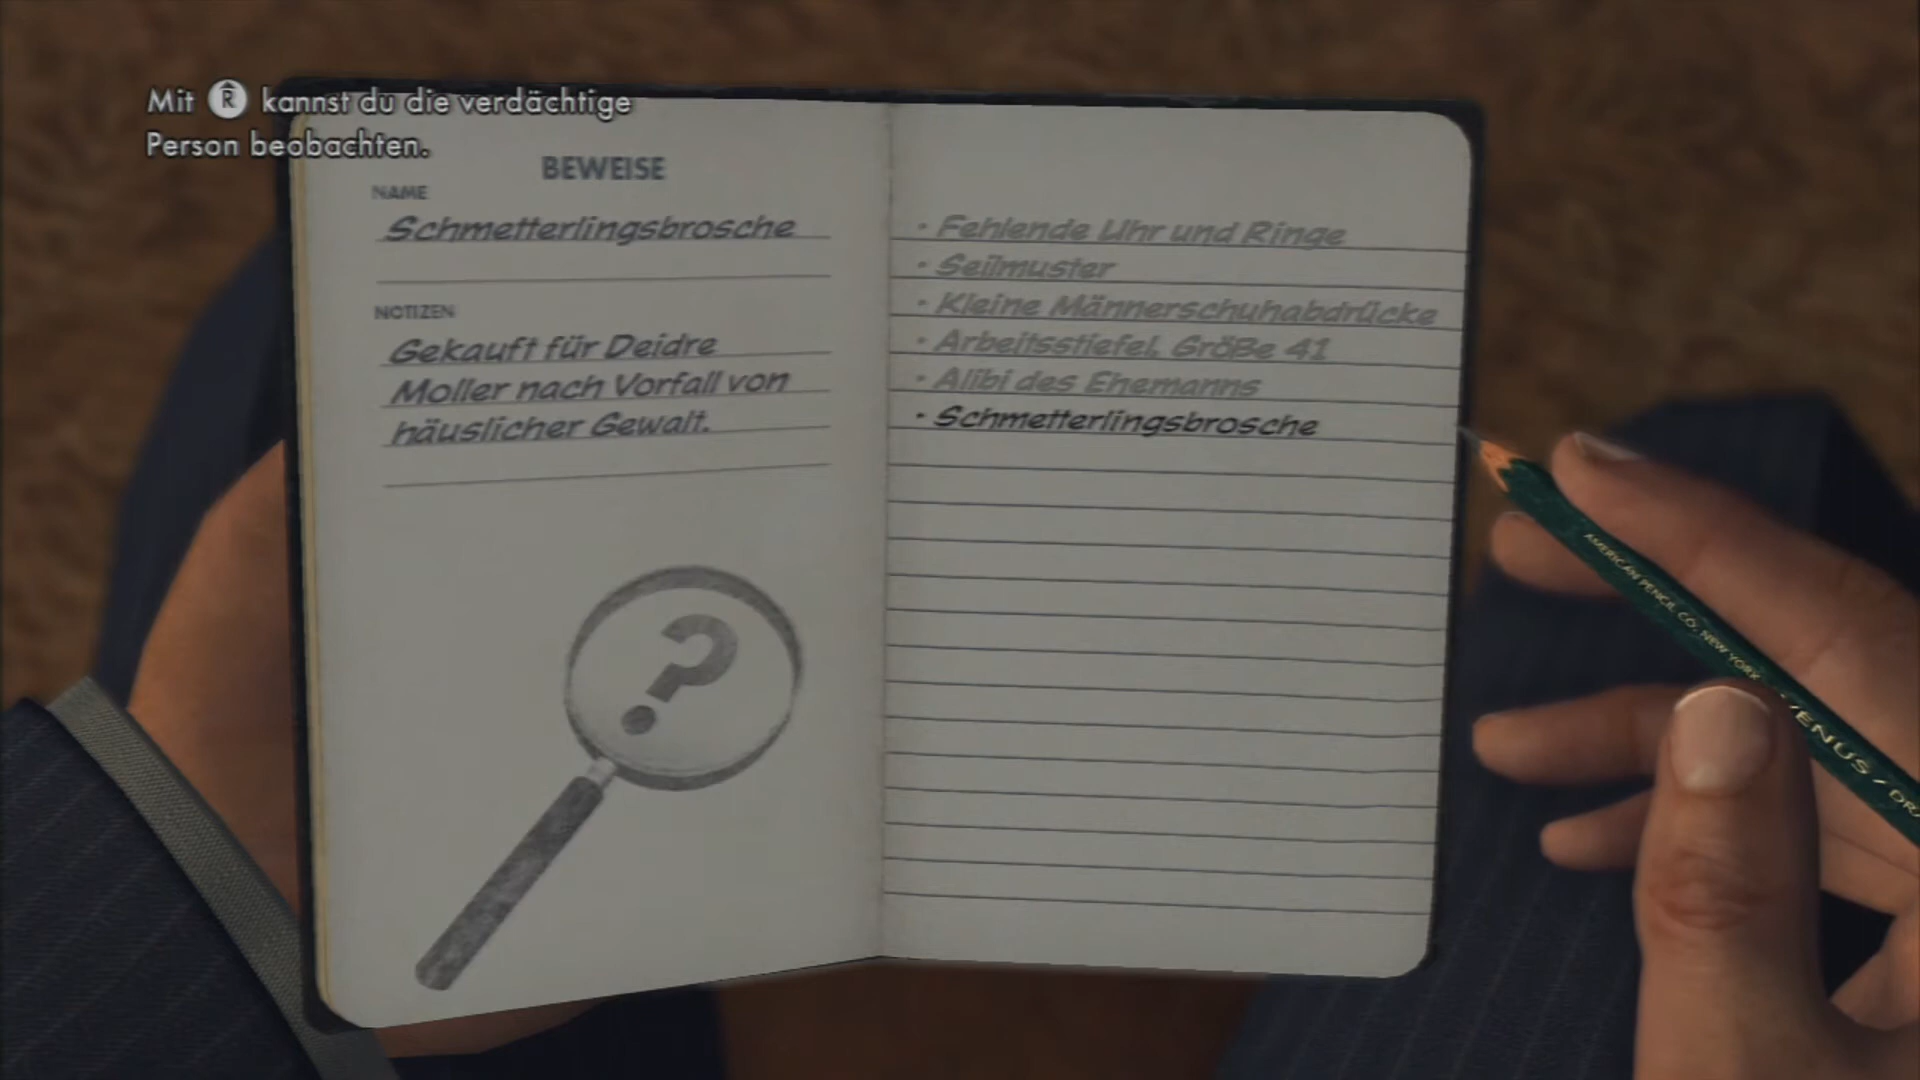 Mit R kannst du die verdächtige
Person beobachten.
BEWEISE
NAME
Schmetterlingsbrosche
NOTIZEN
Gekauft für Deidre
Moller nach Vorfall von
häuslicher Gewalt.
• Fehlende Uhr und Ringe
• Seilmuster
• Kleine Männerschuhabdrücke
• Arbeitsstiefel, Größe 41
• Alibi des Ehemanns
• Schmetterlingsbrosche
AMERICAN PENCIL CO. NEW YORK
VENUS / DRA